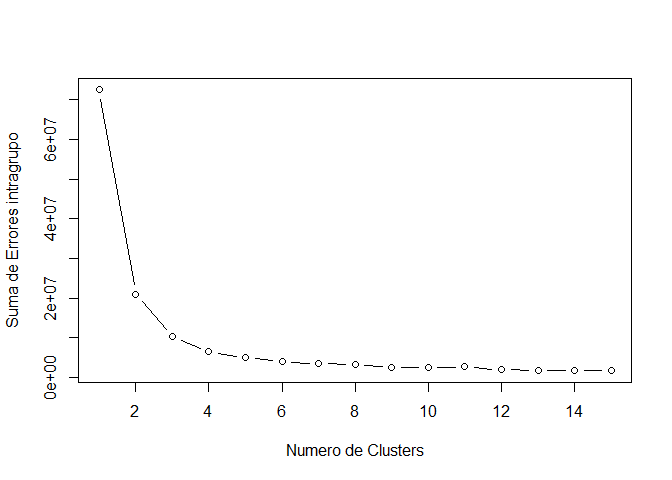 Suma de Errores intragrupo
6e+07
4e+07
2e+07
0e+00
2 4 6 8 10 12 14
Numero de Clusters